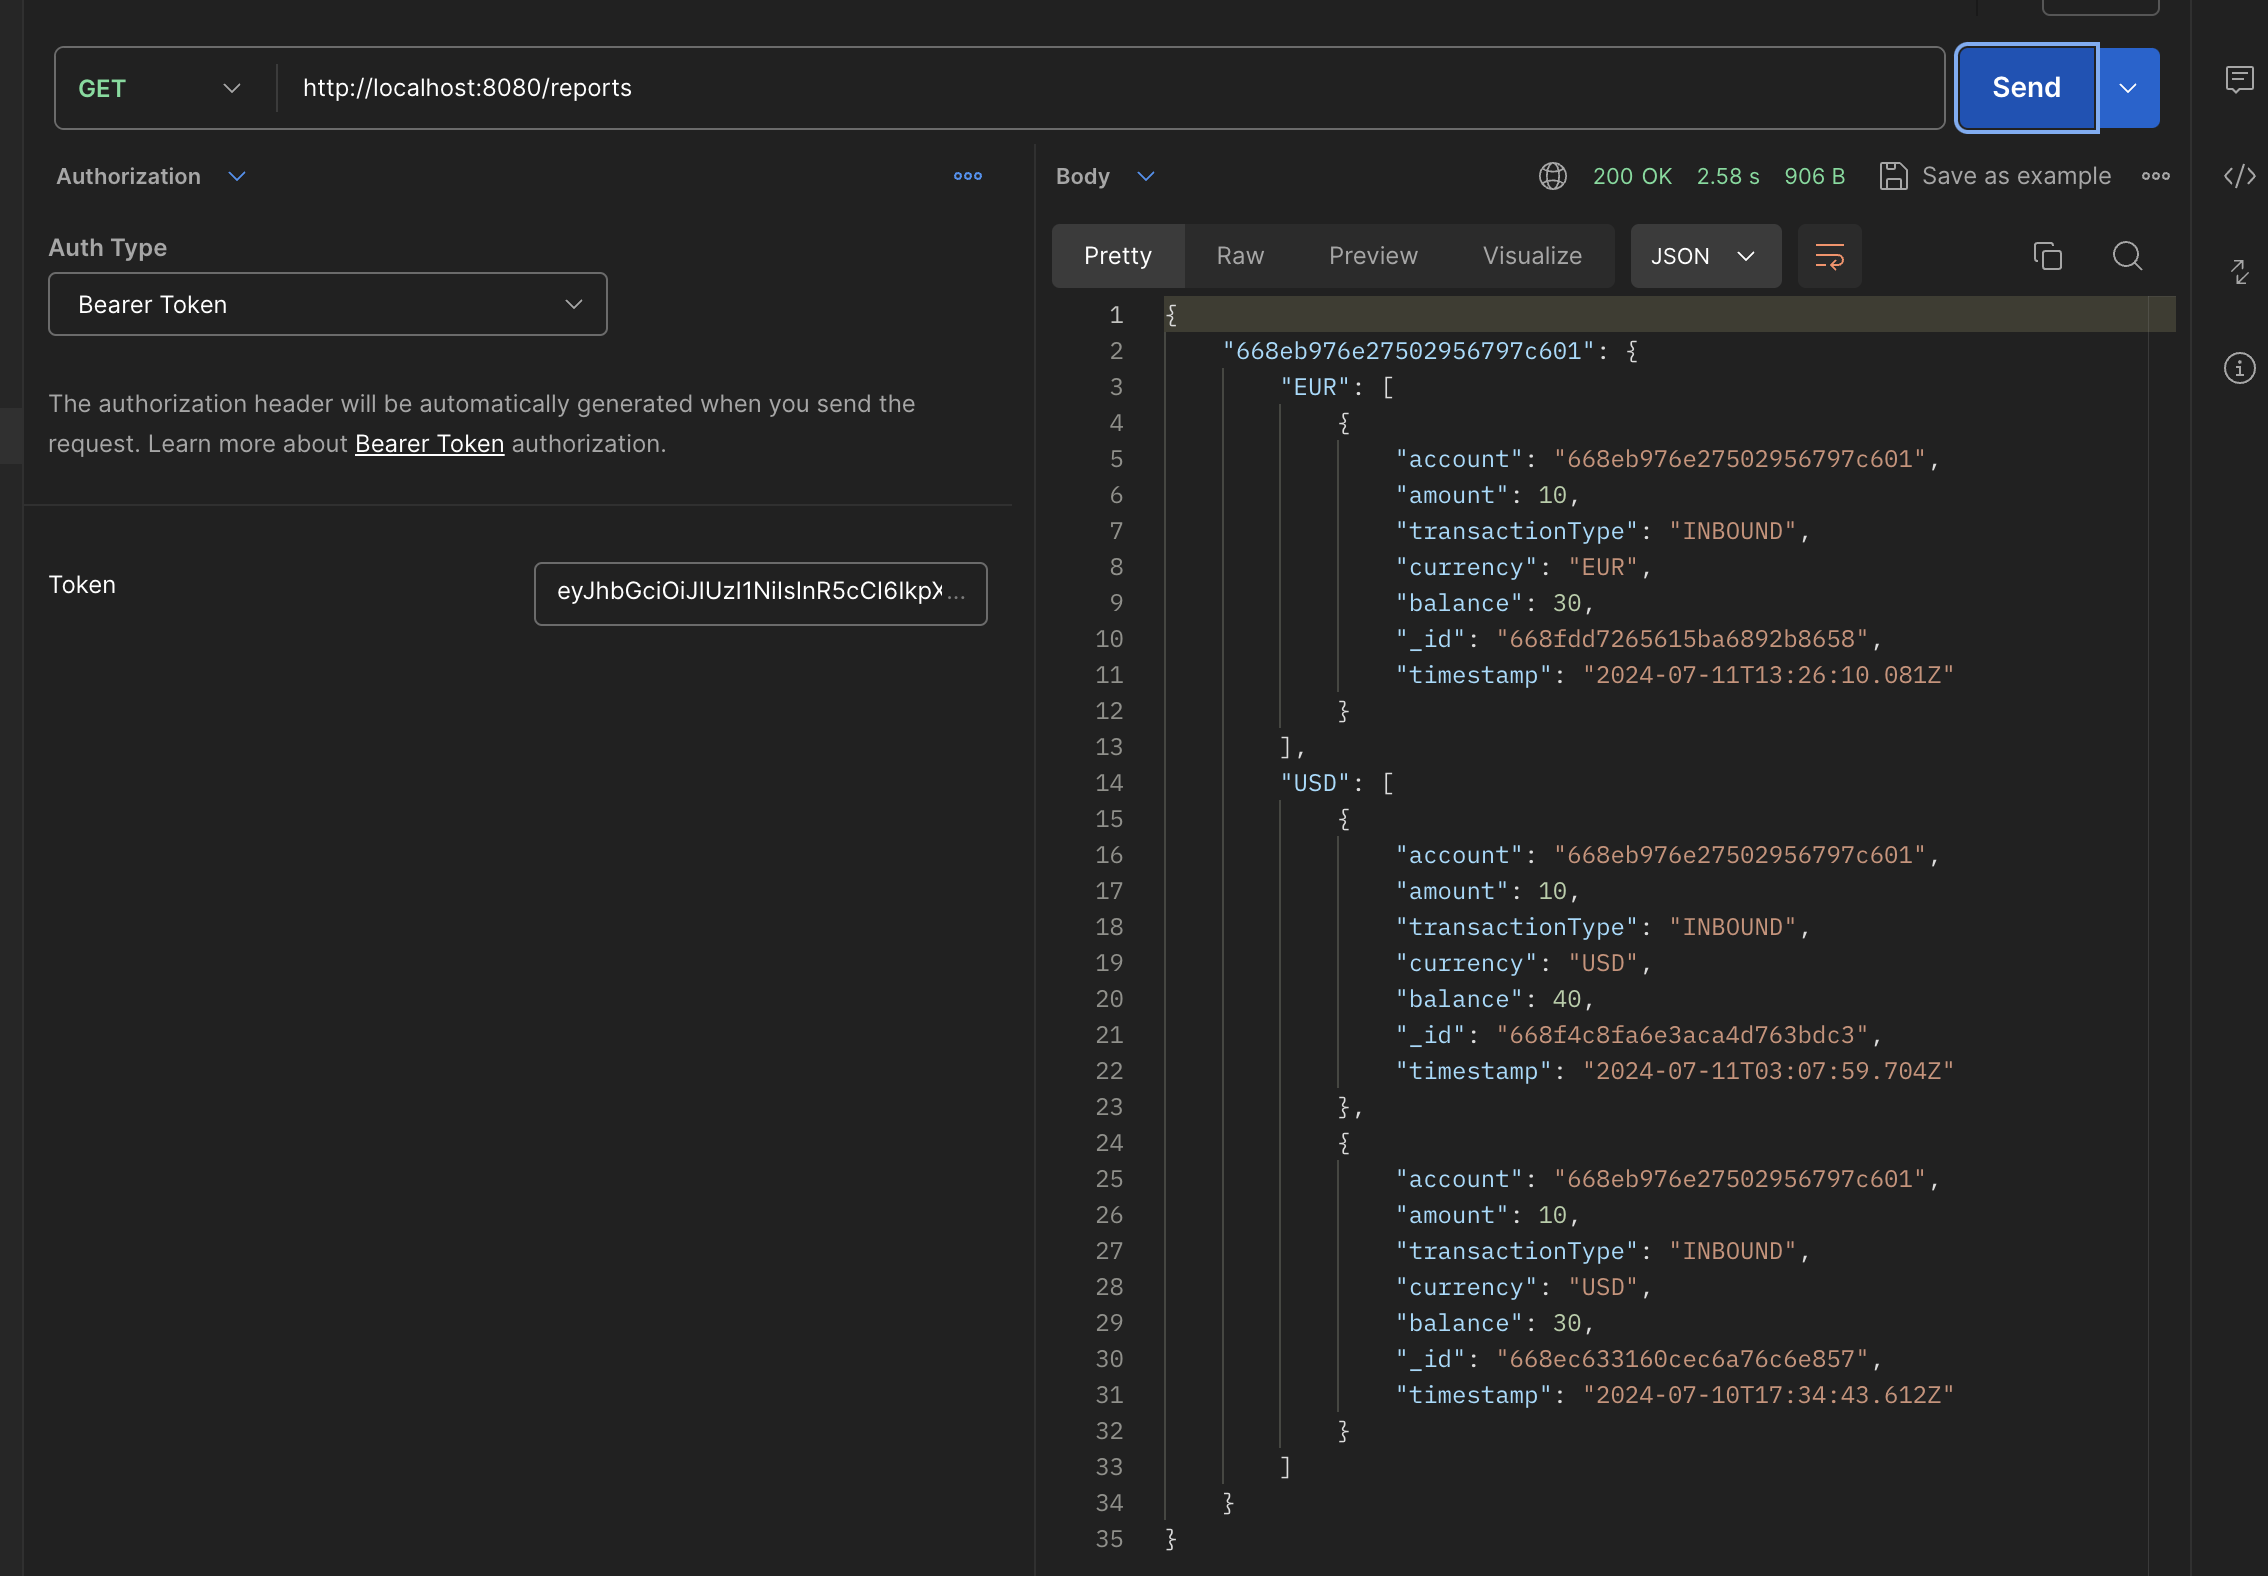 GET
http://localhost:8080/reports
Send
Authorization
Auth Type
Bearer Token
The authorization header will be automatically generated when you send the
request. Learn more about Bearer Token authorization.
Token
eyJhbGciOiJIUzI1NiIsInR5cCI6IkpX...
Body
200 OK 2.58 s 906 B Save as example
Pretty Raw Preview Visualize JSON
1 {
2 "668eb976e27502956797c601": {
3 "EUR": [
4 {
5 "account": "668eb976e27502956797c601",
6 "amount": 10,
7 "transactionType": "INBOUND",
8 "currency": "EUR",
9 "balance": 30,
10 "_id": "668fdd7265615ba6892b8658",
11 "timestamp": "2024-07-11T13:26:10.081Z"
12 }
13 ],
14 "USD": [
15 {
16 "account": "668eb976e27502956797c601",
17 "amount": 10,
18 "transactionType": "INBOUND",
19 "currency": "USD",
20 "balance": 40,
21 "_id": "668f4c8fa6e3aca4d763bdc3",
22 "timestamp": "2024-07-11T03:07:59.704Z"
23 },
24 {
25 "account": "668eb976e27502956797c601",
26 "amount": 10,
27 "transactionType": "INBOUND",
28 "currency": "USD",
29 "balance": 30,
30 "_id": "668ec633160cec6a76c6e857",
31 "timestamp": "2024-07-10T17:34:43.612Z"
32 }
33 ]
34 }
35 }